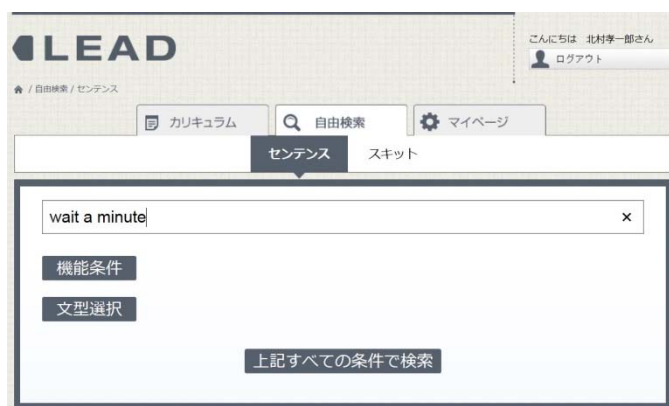 LEAD
こんにちは 北村孝一郎さん
ログアウト
/ 自由検索 / センテンス
カリキュラム 自由検索 マイページ
センテンス スキット
wait a minute ×
機能条件
文型選択
上記すべての条件で検索